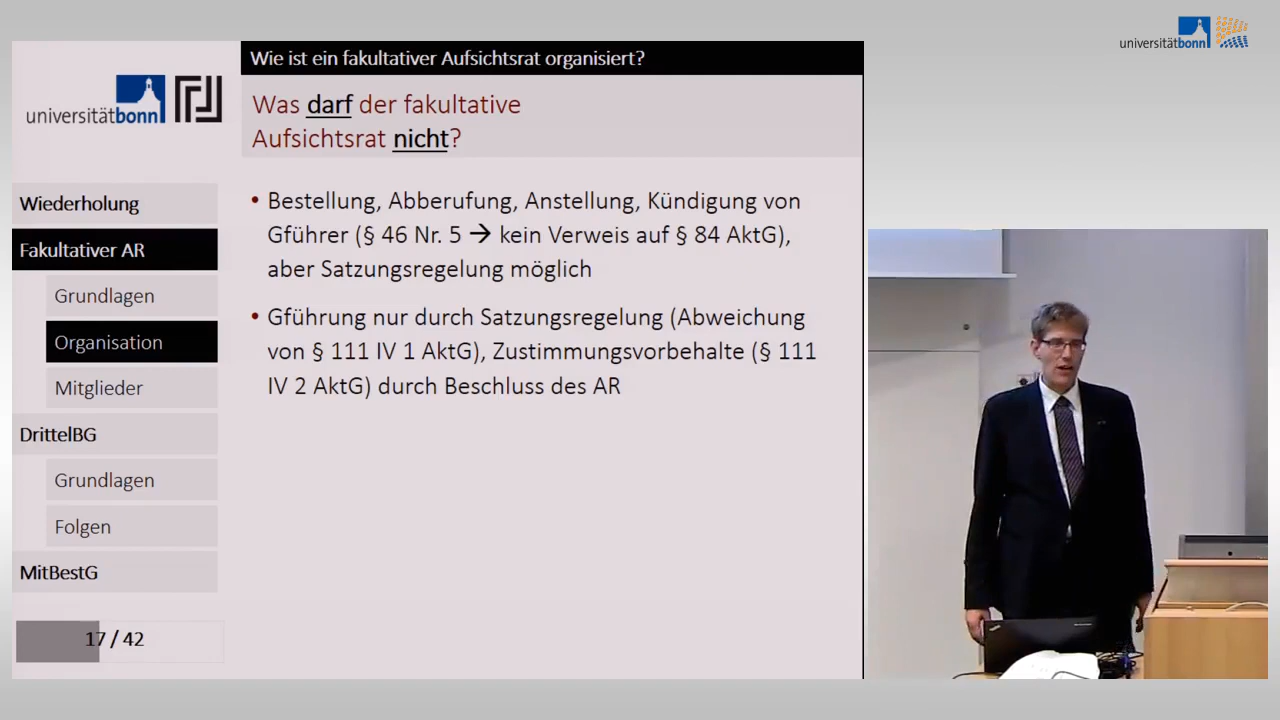 universitätbonn
Wie ist ein fakultativer Aufsichtsrat organisiert?
universitätbonn
Was darf der fakultative
Aufsichtsrat nicht?
Wiederholung
Fakultativer AR
Grundlagen
Organisation
Mitglieder
DrittelBG
Grundlagen
Folgen
MitBestG
17 / 42
• Bestellung, Abberufung, Anstellung, Kündigung von
Gführer (§ 46 Nr. 5 → kein Verweis auf § 84 AktG),
aber Satzungsregelung möglich
• Gführung nur durch Satzungsregelung (Abweichung
von § 111 IV 1 AktG), Zustimmungsvorbehalte (§ 111
IV 2 AktG) durch Beschluss des AR